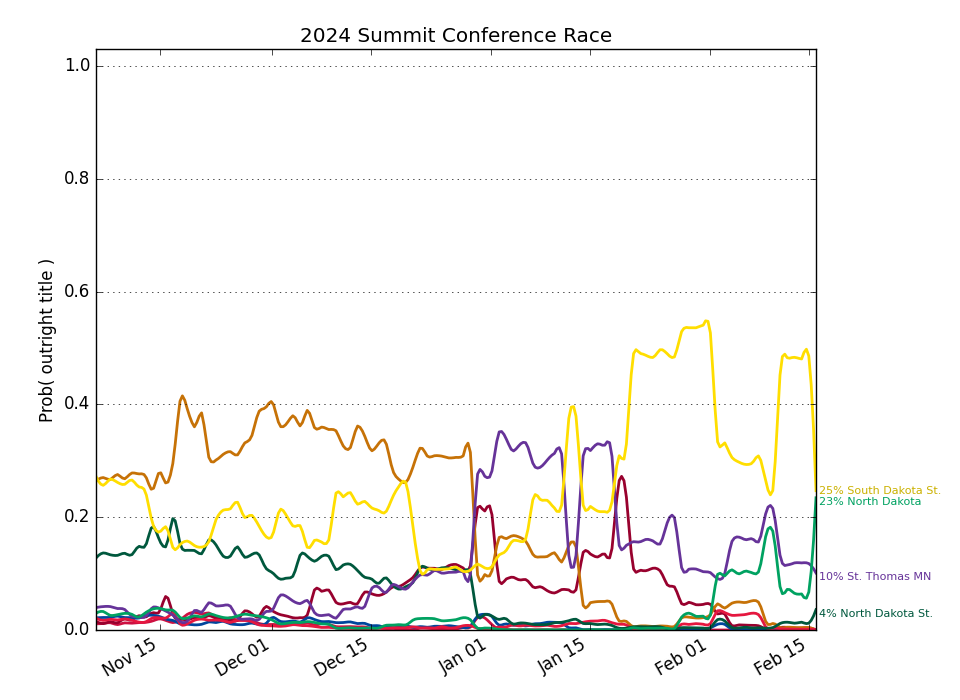 2024 Summit Conference Race
Prob( outright title )
1.0
0.8
0.6
0.4
0.2
0.0
25% South Dakota St.
23% North Dakota
10% St. Thomas MN
4% North Dakota St.
Nov 15
Dec 01
Dec 15
Jan 01
Jan 15
Feb 01
Feb 15